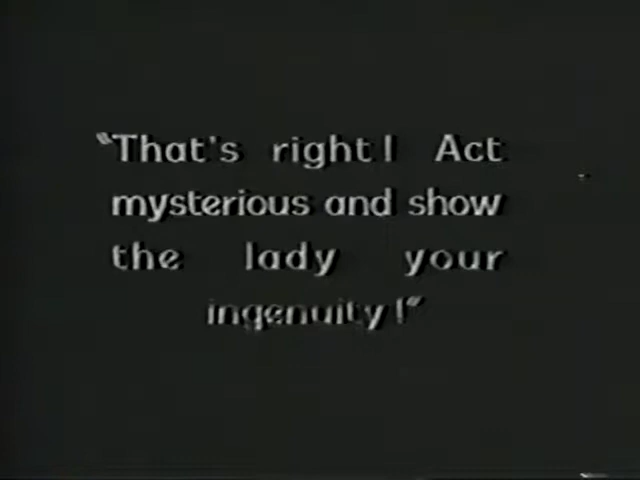 "That's right! Act
mysterious and show
the lady your
ingenuity!"